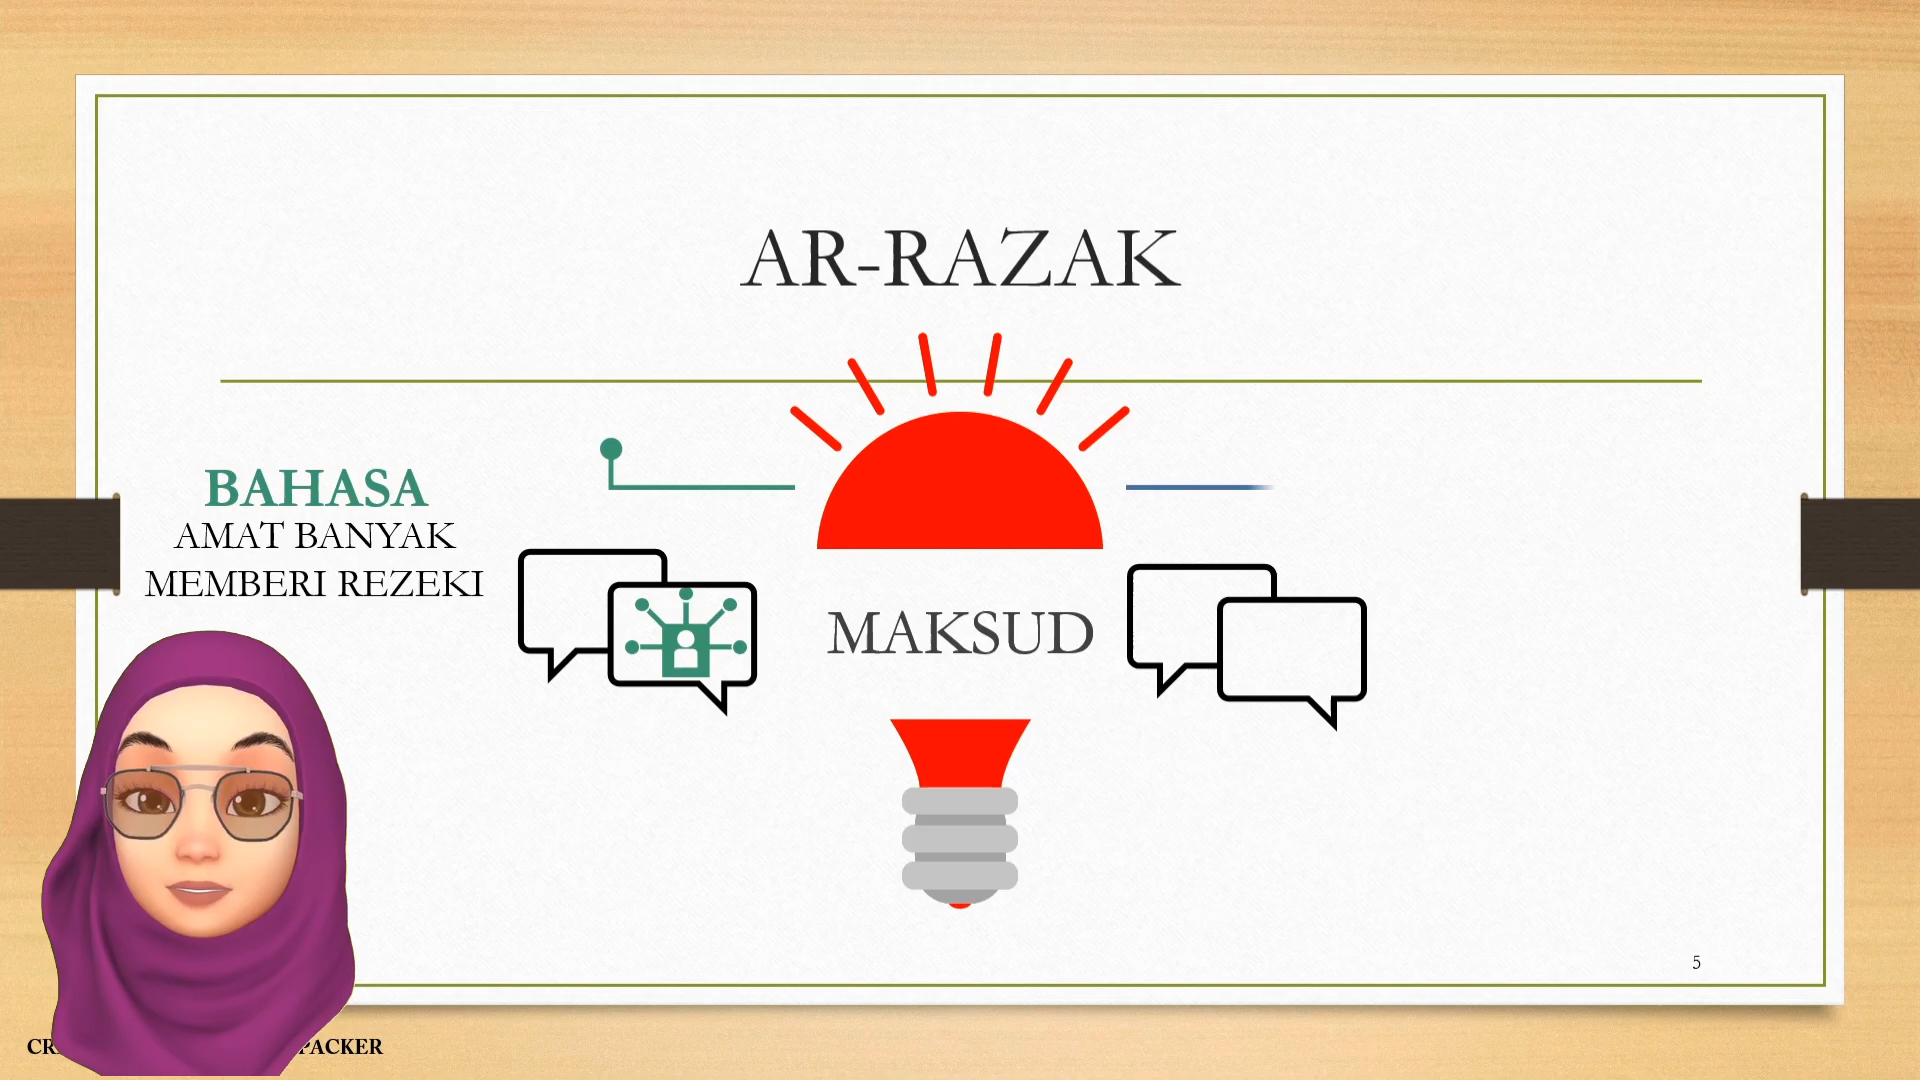 AR-RAZAK
BAHASA
AMAT BANYAK
MEMBERI REZEKI
MAKSUD
5